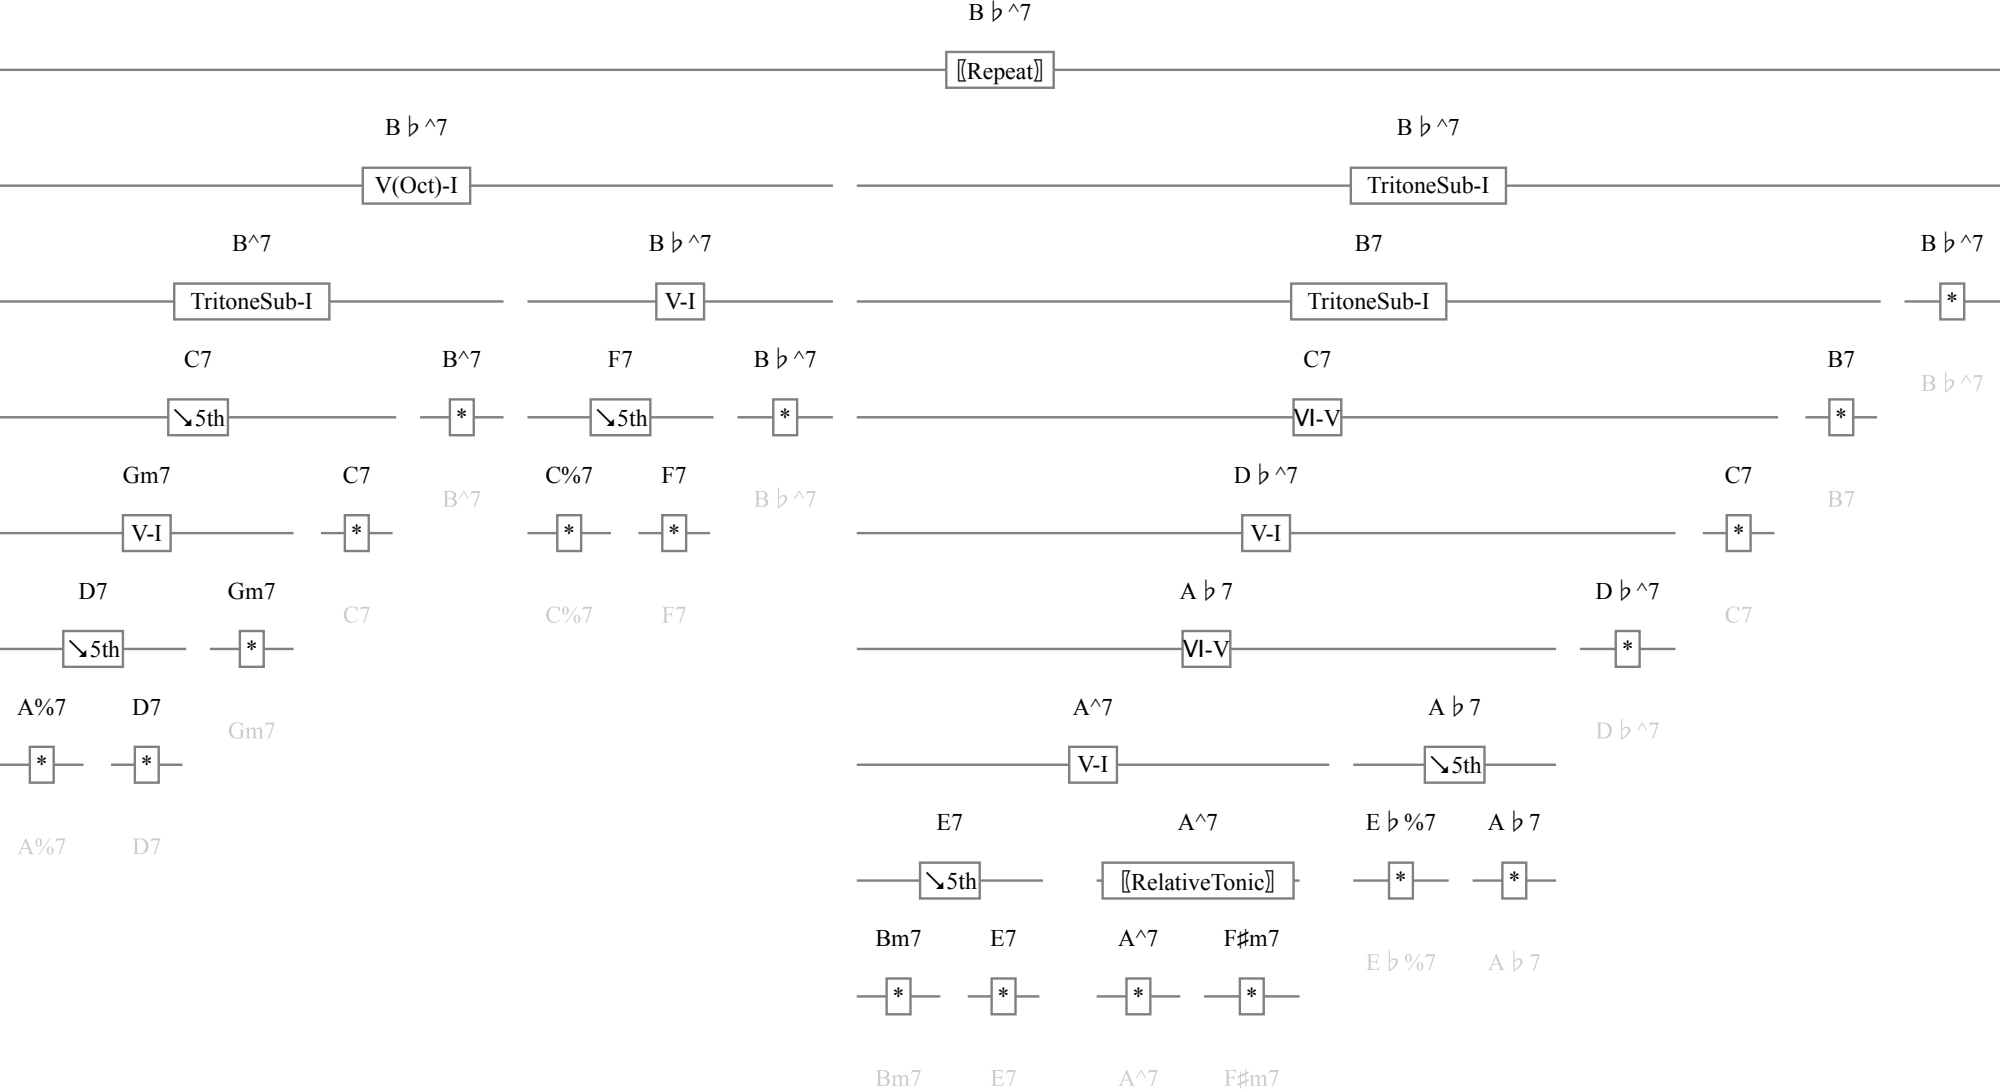 B♭^7
⟦Repeat⟧
B♭^7 B♭^7
V(Oct)-I TritoneSub-I
B^7 B♭^7 B7 B♭^7
TritoneSub-I V-I TritoneSub-I *
C7 B^7 F7 B♭^7 C7 B7 B♭^7
↘5th * ↘5th * Ⅵ-V *
Gm7 C7 B^7 C%7 F7 B♭^7 D♭^7 C7 B7
V-I * * * V-I *
D7 Gm7 C7 C%7 F7 A♭7 D♭^7 C7
↘5th * Ⅵ-V *
A%7 D7 Gm7 A^7 A♭7 D♭^7
* * V-I ↘5th
A%7 D7 E7 A^7 E♭%7 A♭7
↘5th ⟦RelativeTonic⟧ * *
Bm7 E7 A^7 F♯m7 E♭%7 A♭7
* * * *
Bm7 E7 A^7 F♯m7